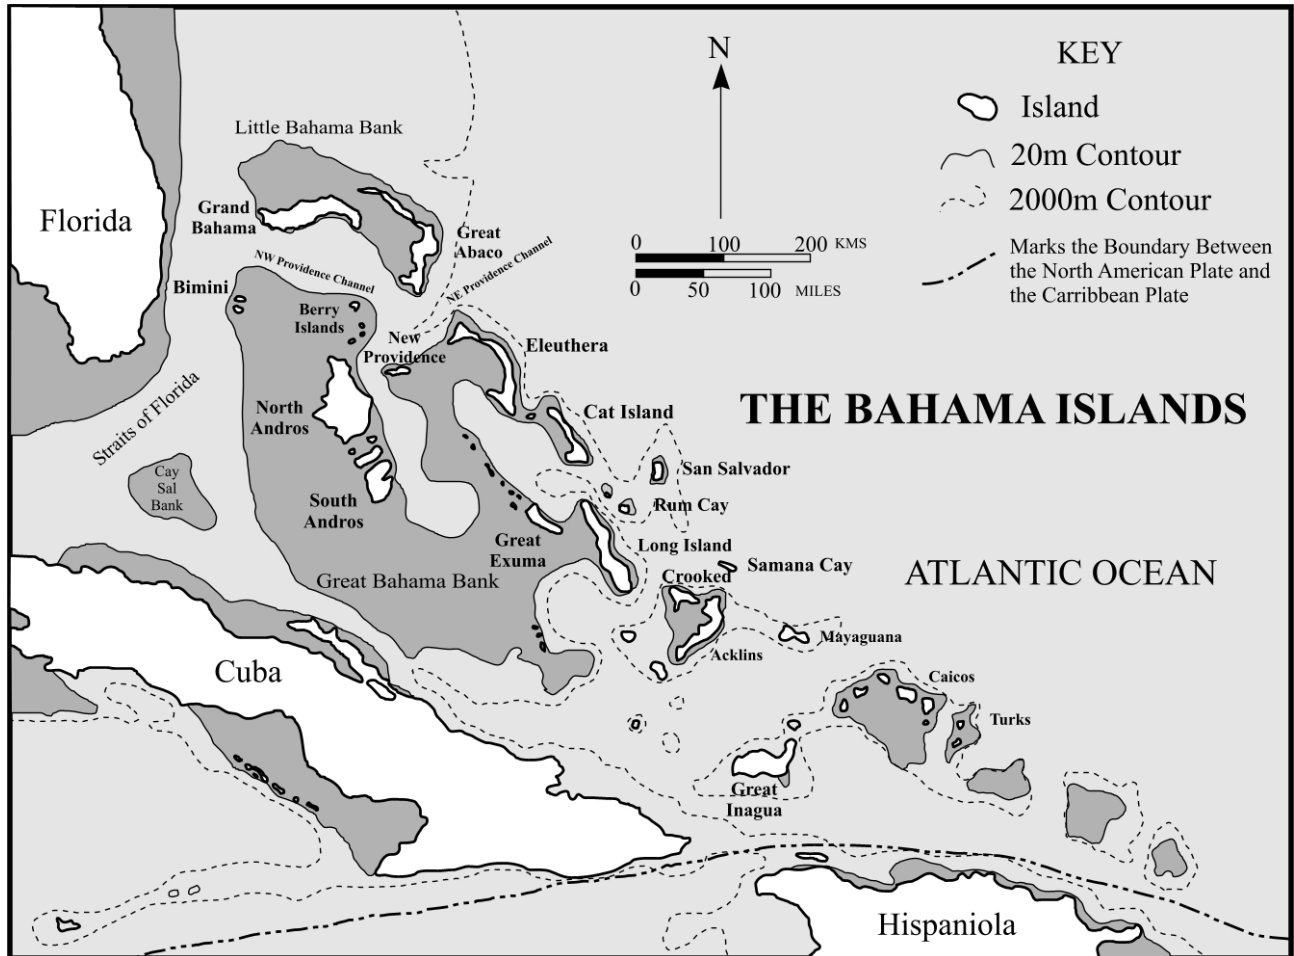 N
KEY
Island
20m Contour
2000m Contour
Marks the Boundary Between
the North American Plate and
the Carribbean Plate
0 100 200 KMS
0 50 100 MILES
Little Bahama Bank
Florida
Grand
Bahama
Great
Abaco
NW Providence Channel
NE Providence Channel
Bimini
Berry
Islands
New
Providence
Eleuthera
Straits of Florida
North
Andros
Cat Island
THE BAHAMA ISLANDS
Cay
Sal
Bank
San Salvador
South
Andros
Rum Cay
Great
Exuma
Long Island
Great Bahama Bank
Crooked
Samana Cay
ATLANTIC OCEAN
Acklins
Mayaguana
Cuba
Caicos
Turks
Great
Inagua
Hispaniola